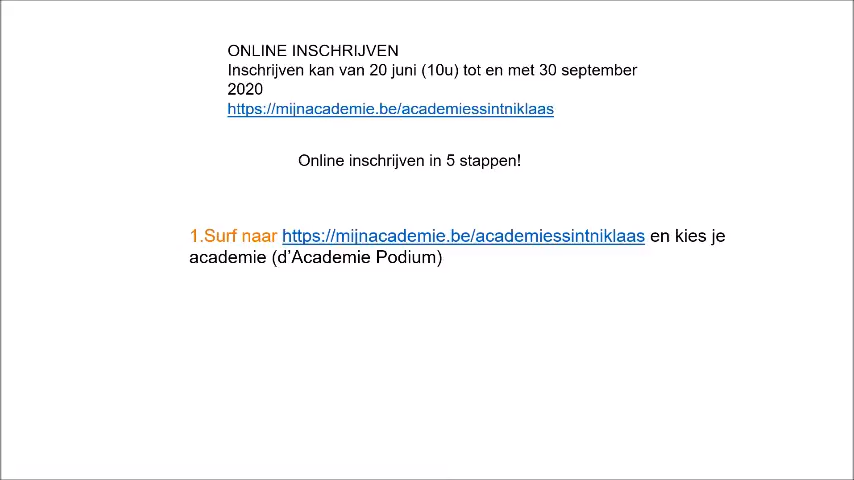 ONLINE INSCHRIJVEN
Inschrijven kan van 20 juni (10u) tot en met 30 september
2020
https://mijnacademie.be/academiessintniklaas
Online inschrijven in 5 stappen!
1.Surf naar https://mijnacademie.be/academiessintniklaas en kies je
academie (d’Academie Podium)